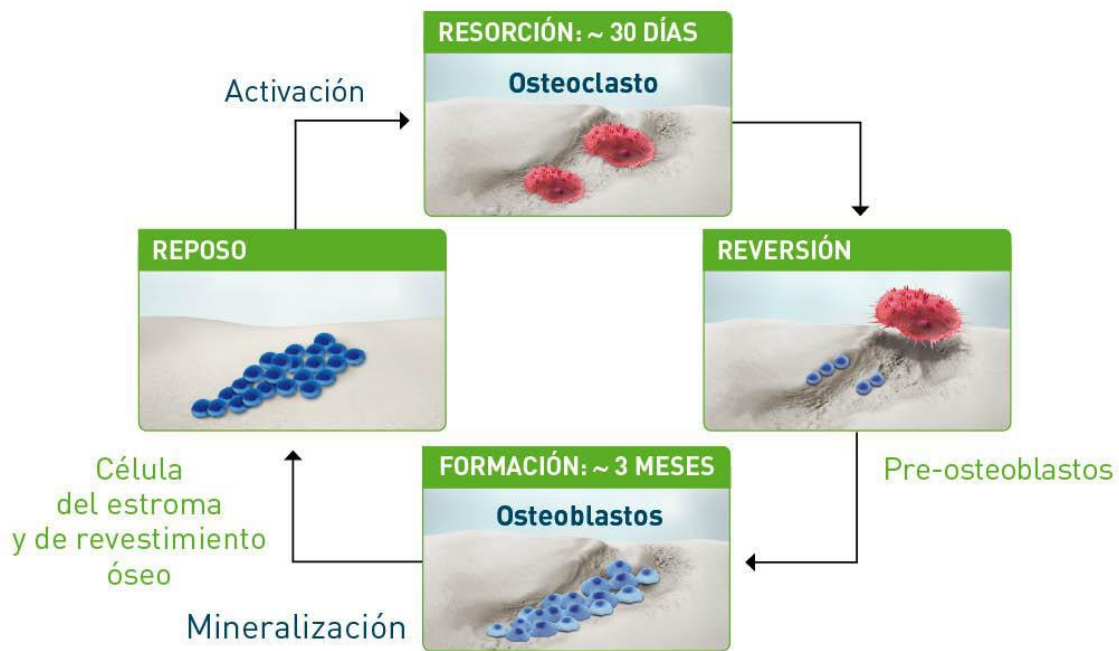 RESORCIÓN: ~ 30 DÍAS
Osteoclasto
Activación
REPOSO
REVERSIÓN
FORMACIÓN: ~ 3 MESES
Osteoblastos
Pre-osteoblastos
Célula
del estroma
y de revestimiento
óseo
Mineralización